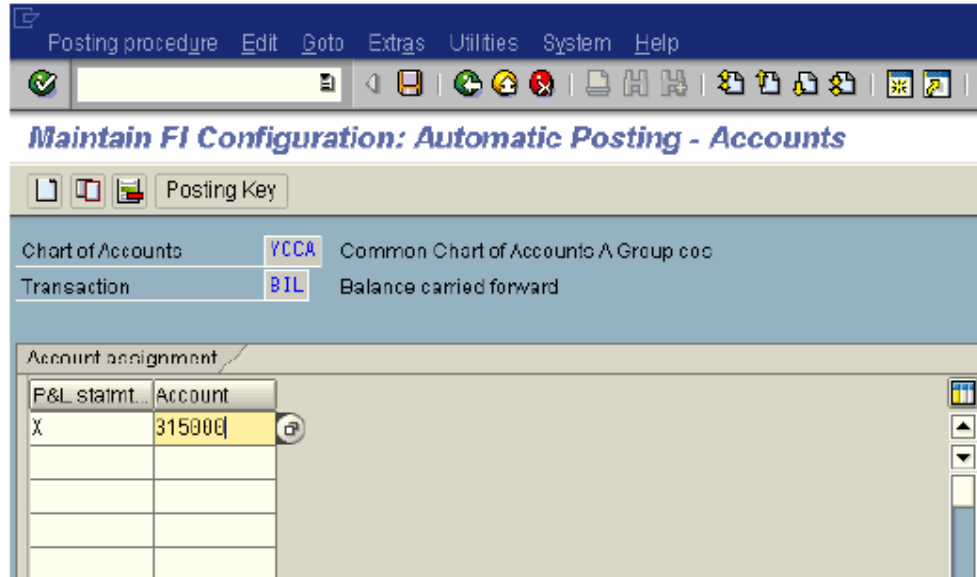 Posting procedure Edit Goto Extras Utilities System Help
Maintain FI Configuration: Automatic Posting - Accounts
Posting Key
Chart of Accounts YCCA Common Chart of Accounts A Group cos
Transaction BIL Balance carried forward
Account assignment
P&L statmt... Account
X 315000